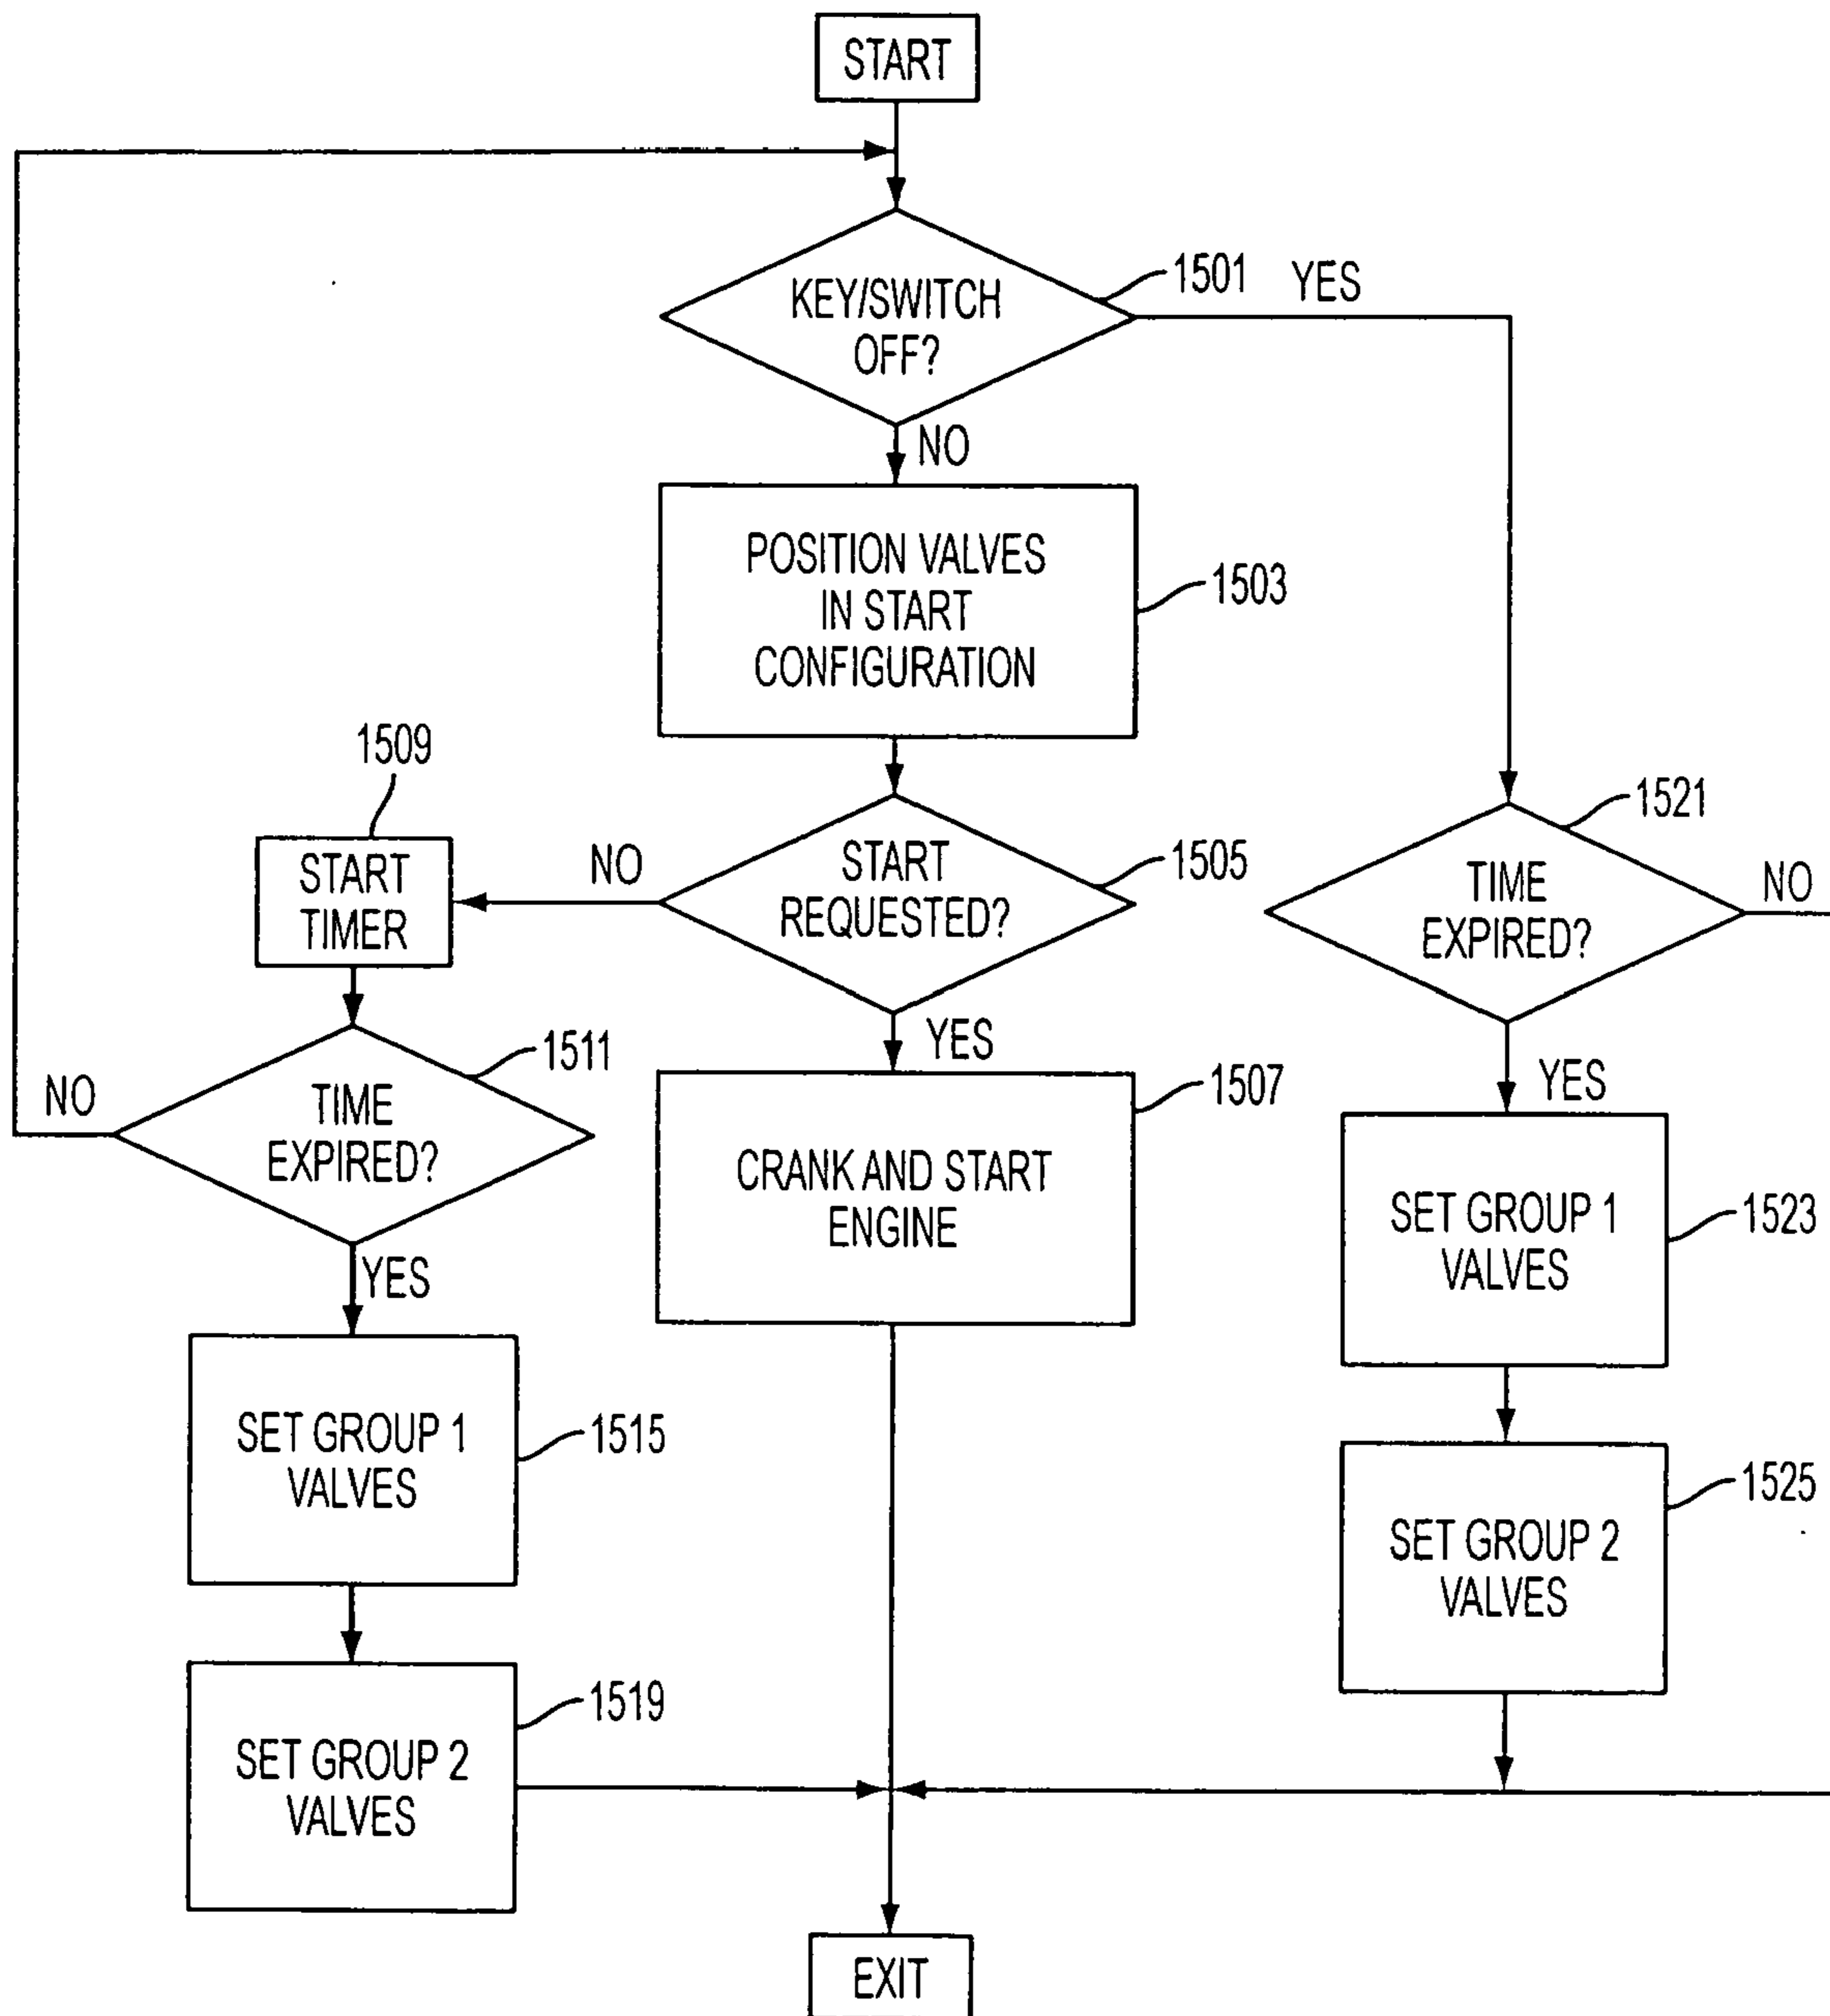 START
KEY/SWITCH
OFF?
1501
YES
NO
POSITION VALVES
IN START
CONFIGURATION
1503
1509
START
TIMER
NO
START
REQUESTED?
1505
1521
TIME
EXPIRED?
NO
YES
YES
1511
TIME
EXPIRED?
NO
YES
CRANK AND START
ENGINE
1507
SET GROUP 1
VALVES
1523
SET GROUP 1
VALVES
1515
SET GROUP 2
VALVES
1525
SET GROUP 2
VALVES
1519
EXIT